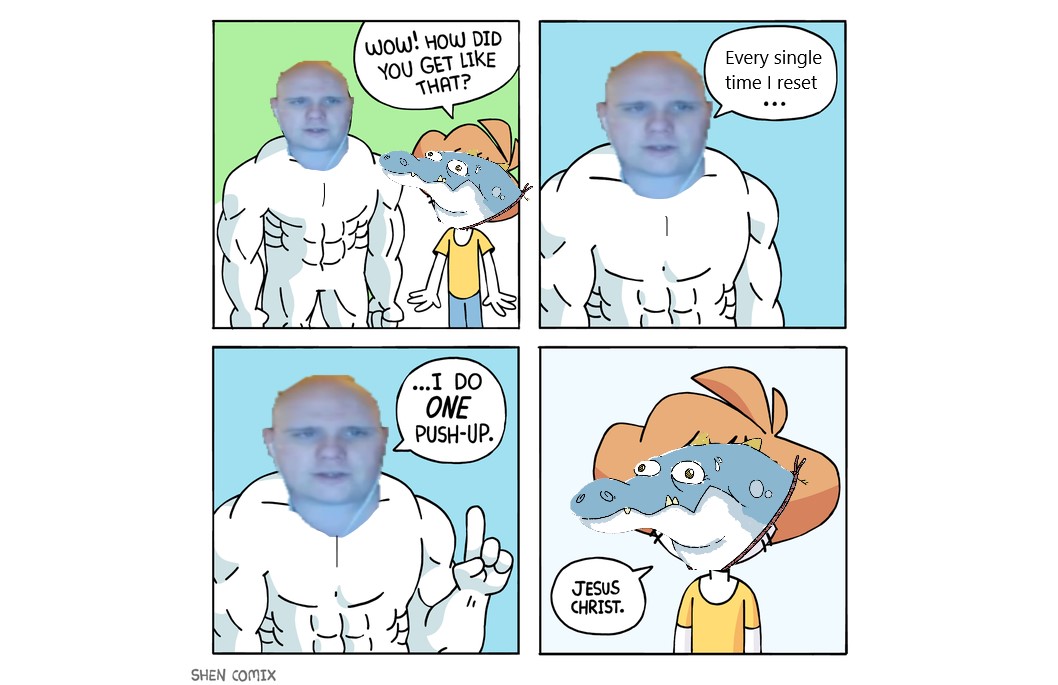 WOW! HOW DID
YOU GET LIKE
THAT?
Every single
time I reset
...
...I DO
ONE
PUSH-UP.
JESUS
CHRIST.
SHEN COMIX